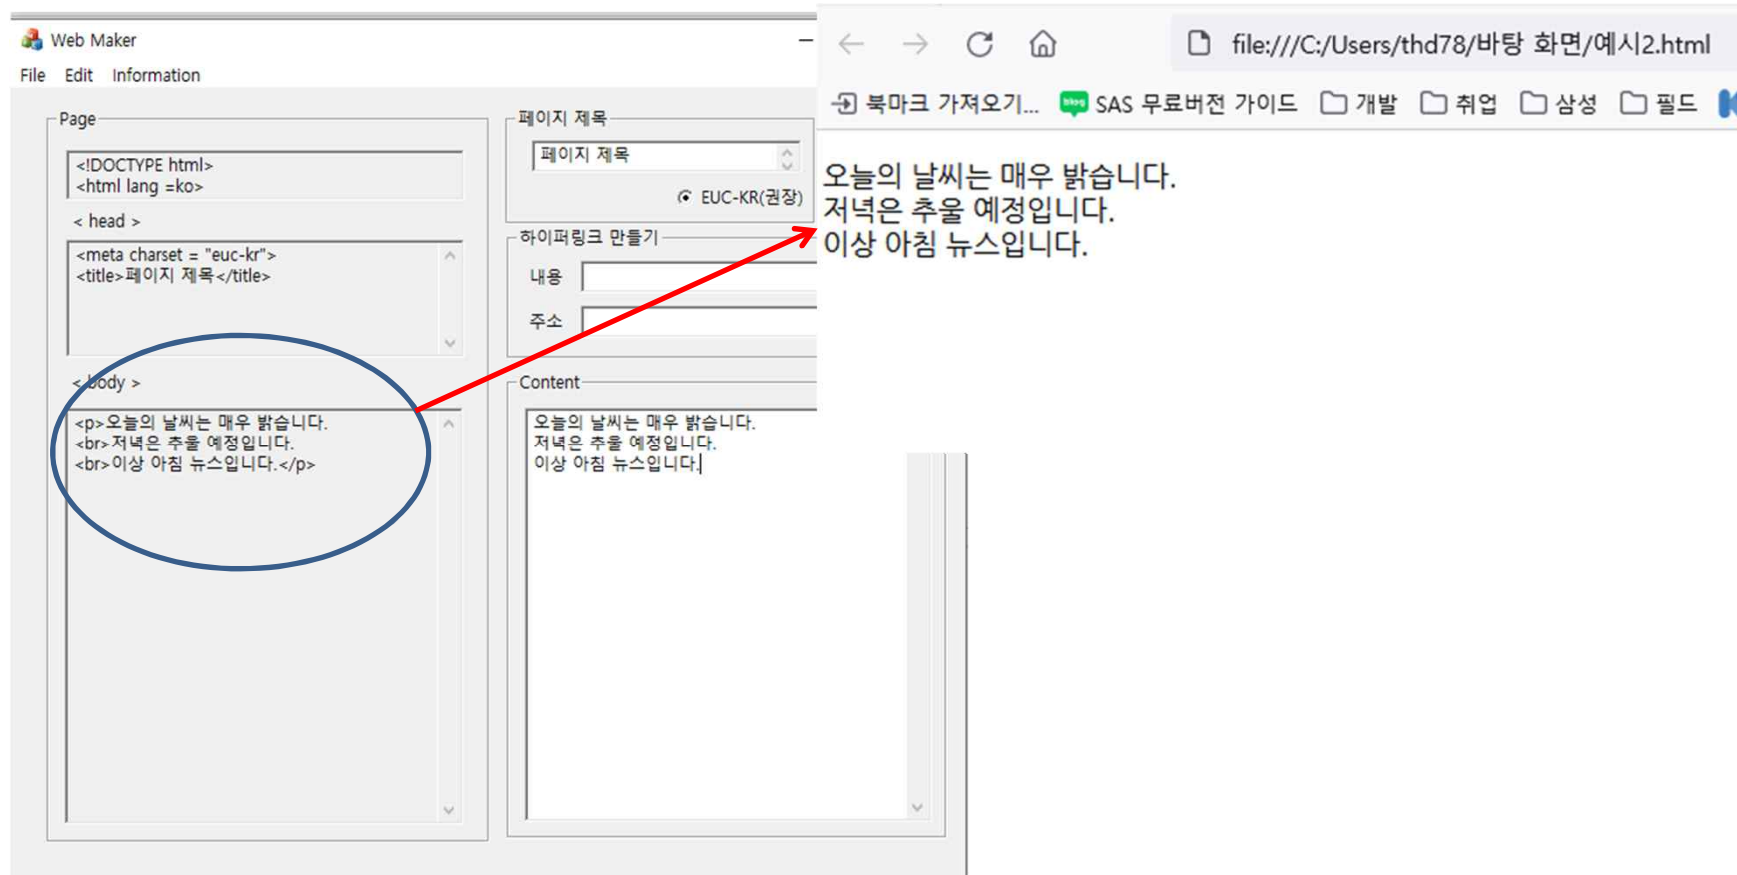 Web Maker
File Edit Information
Page
<!DOCTYPE html>
<html lang =ko>
< head >
<meta charset = "euc-kr">
<title>페이지 제목</title>
< body >
<p>오늘의 날씨는 매우 밝습니다.
<br>저녁은 추울 예정입니다.
<br>이상 아침 뉴스입니다.</p>
페이지 제목
페이지 제목
EUC-KR(권장)
하이퍼링크 만들기
내용
주소
Content
오늘의 날씨는 매우 밝습니다.
저녁은 추울 예정입니다.
이상 아침 뉴스입니다.
file:///C:/Users/thd78/바탕 화면/예시2.html
북마크 가져오기... blog SAS 무료버전 가이드 개발 취업 삼성 필드
오늘의 날씨는 매우 밝습니다.
저녁은 추울 예정입니다.
이상 아침 뉴스입니다.